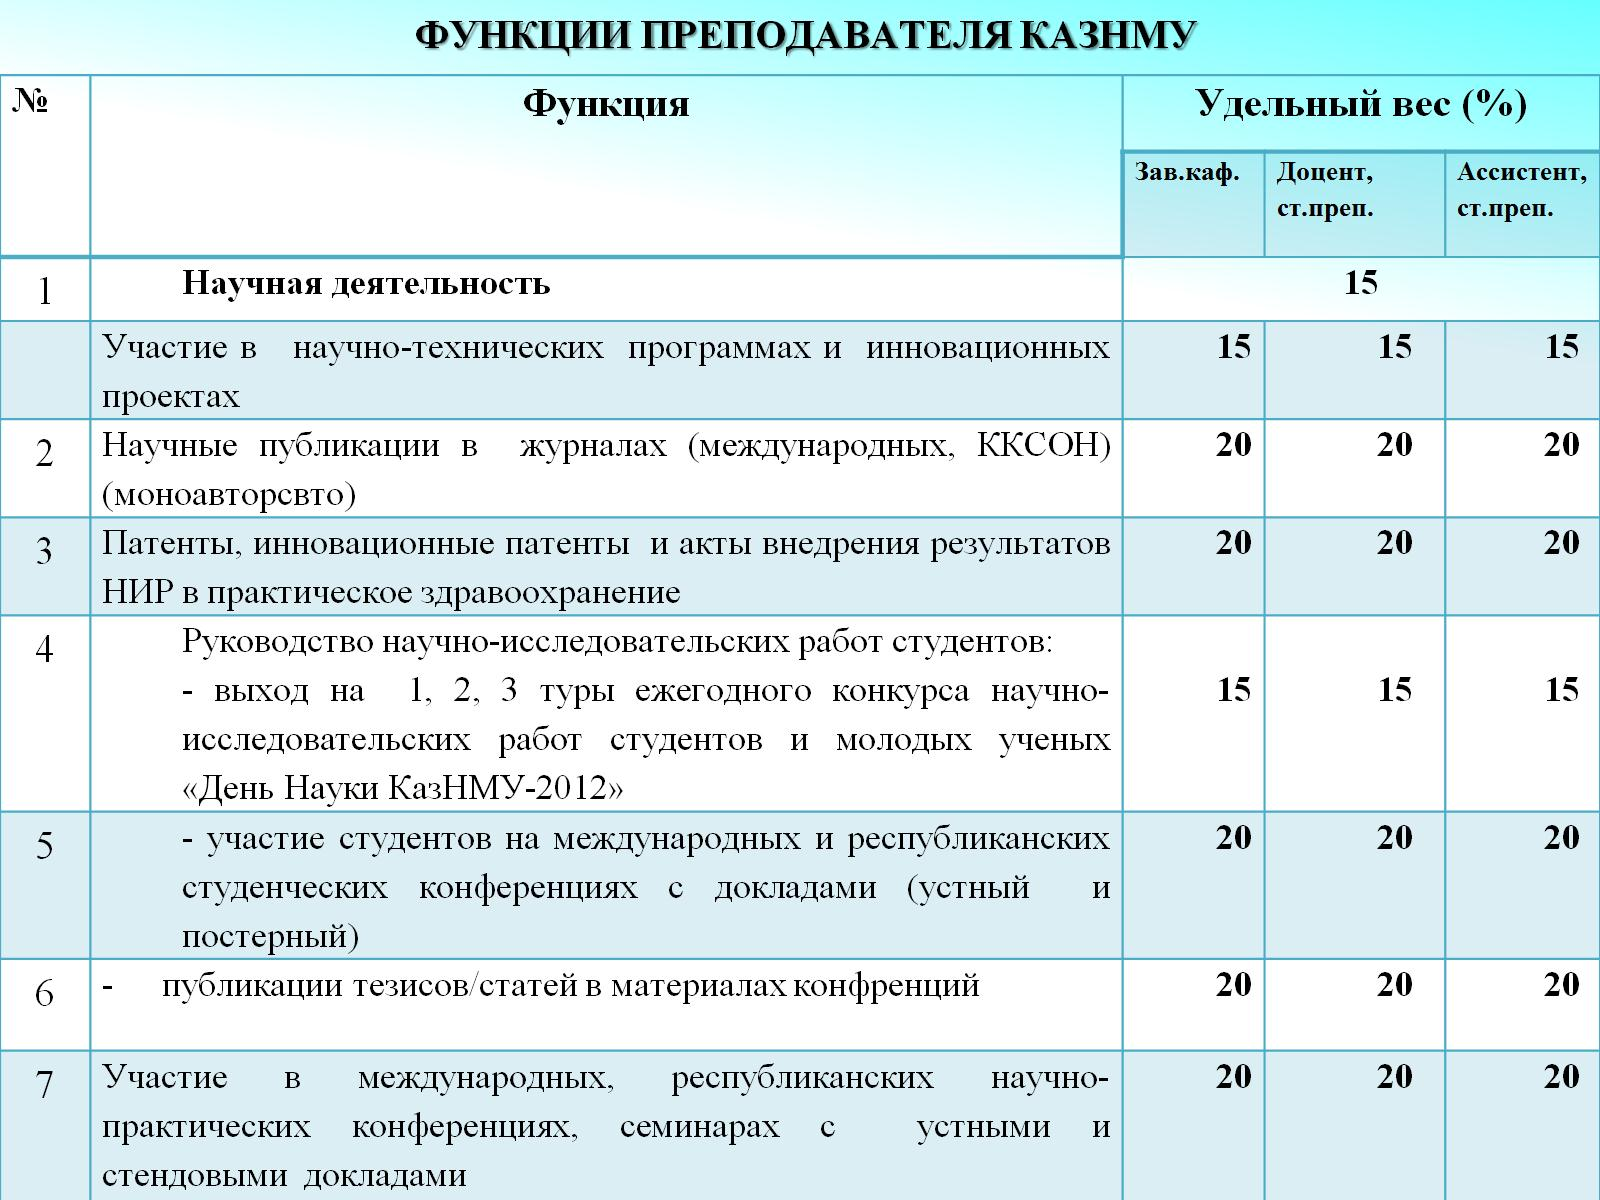 ФУНКЦИИ ПРЕПОДАВАТЕЛЯ КАЗНМУ
№ Функция Удельный вес (%)
Зав.каф. Доцент, Ассистент,
ст.преп. ст.преп.
1 Научная деятельность 15
Участие в научно-технических программах и инновационных 15 15 15
проектах
2 Научные публикации в журналах (международных, ККСОН) 20 20 20
(моноавторсвто)
3 Патенты, инновационные патенты и акты внедрения результатов 20 20 20
НИР в практическое здравоохранение
4 Руководство научно-исследовательских работ студентов:
- выход на 1, 2, 3 туры ежегодного конкурса научно- 15 15 15
исследовательских работ студентов и молодых ученых
«День Науки КазНМУ-2012»
5 - участие студентов на международных и республиканских 20 20 20
студенческих конференциях с докладами (устный и
постерный)
6 - публикации тезисов/статей в материалах конфренций 20 20 20
7 Участие в международных, республиканских научно- 20 20 20
практических конференциях, семинарах с устными и
стендовыми докладами